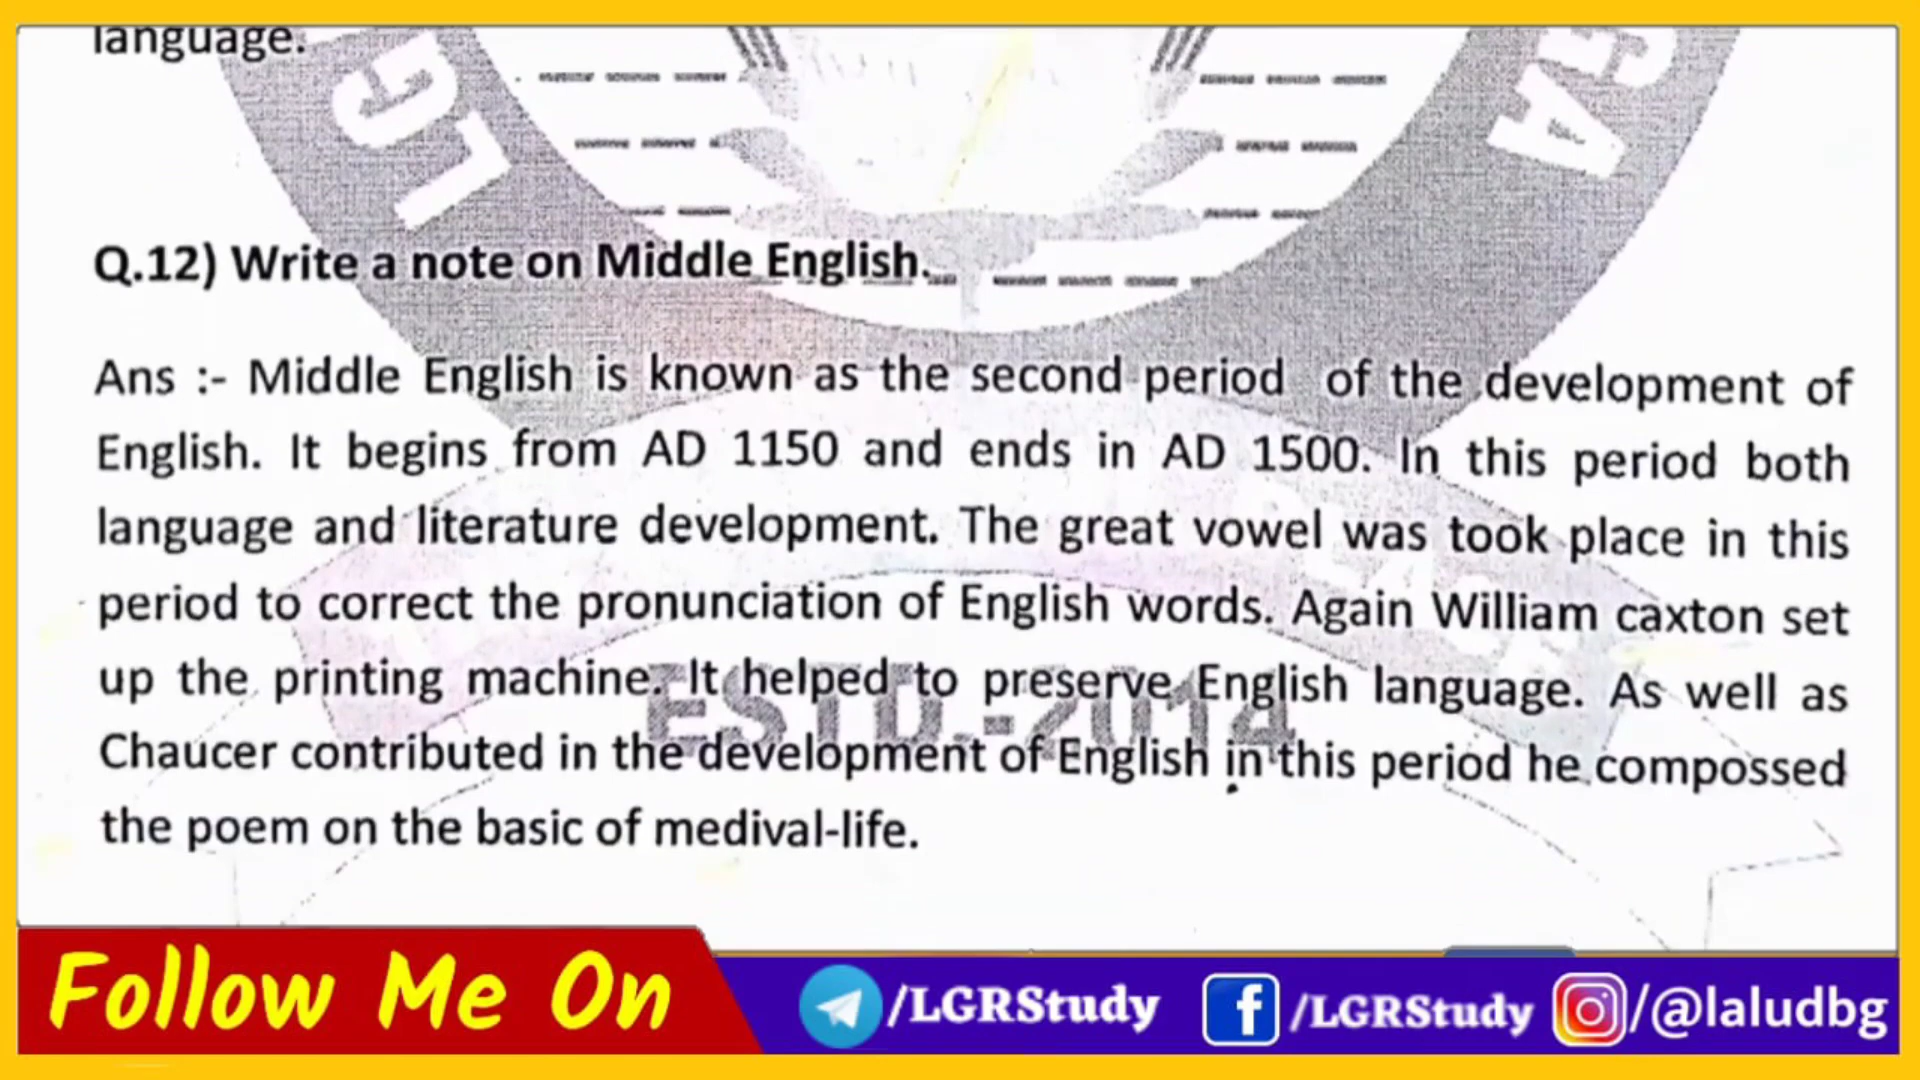 language.
LGD
GA
Q.12) Write a note on Middle English.
Ans :- Middle English is known as the second period of the development of
English. It begins from AD 1150 and ends in AD 1500. In this period both
language and literature development. The great vowel was took place in this
period to correct the pronunciation of English words. Again William caxton set
up the printing machine. It helped to preserve English language. As well as
ESTD.-2014
Chaucer contributed in the development of English in this period he compossed
the poem on the basic of medival-life.
Follow Me On
/LGRStudy
/LGRStudy
/@laludbg